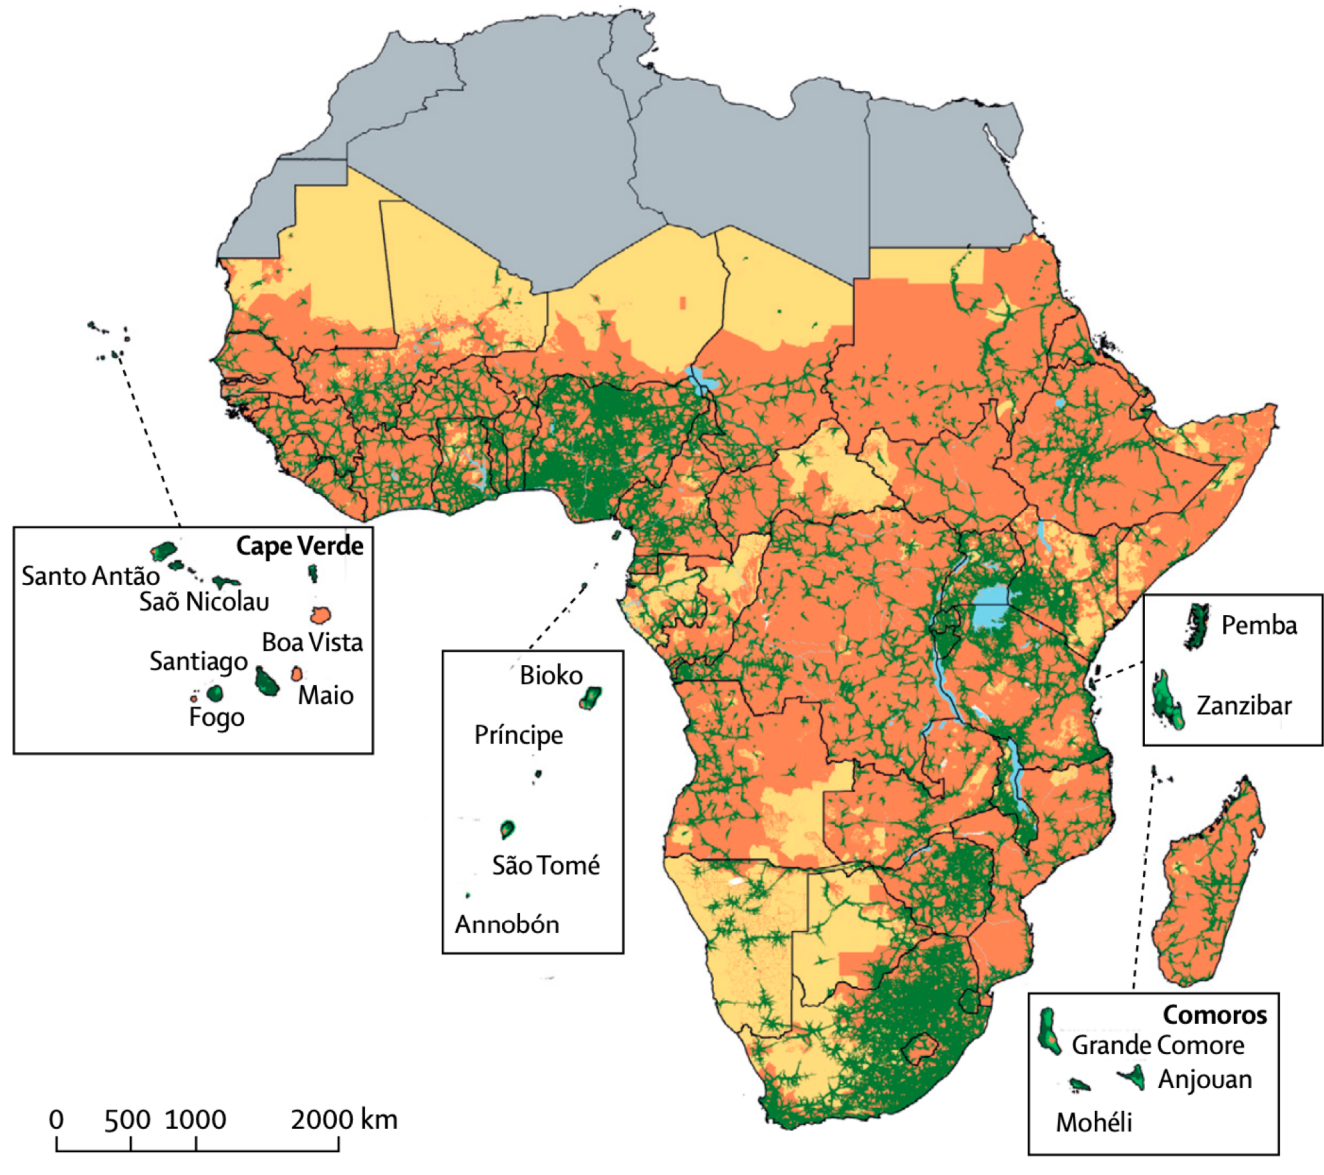 Cape Verde
Santo Antão
Saõ Nicolau
Boa Vista
Santiago
Maio
Fogo
Bioko
Príncipe
São Tomé
Annobón
Pemba
Zanzibar
Comoros
Grande Comore
Anjouan
Mohéli
0 500 1000 2000 km